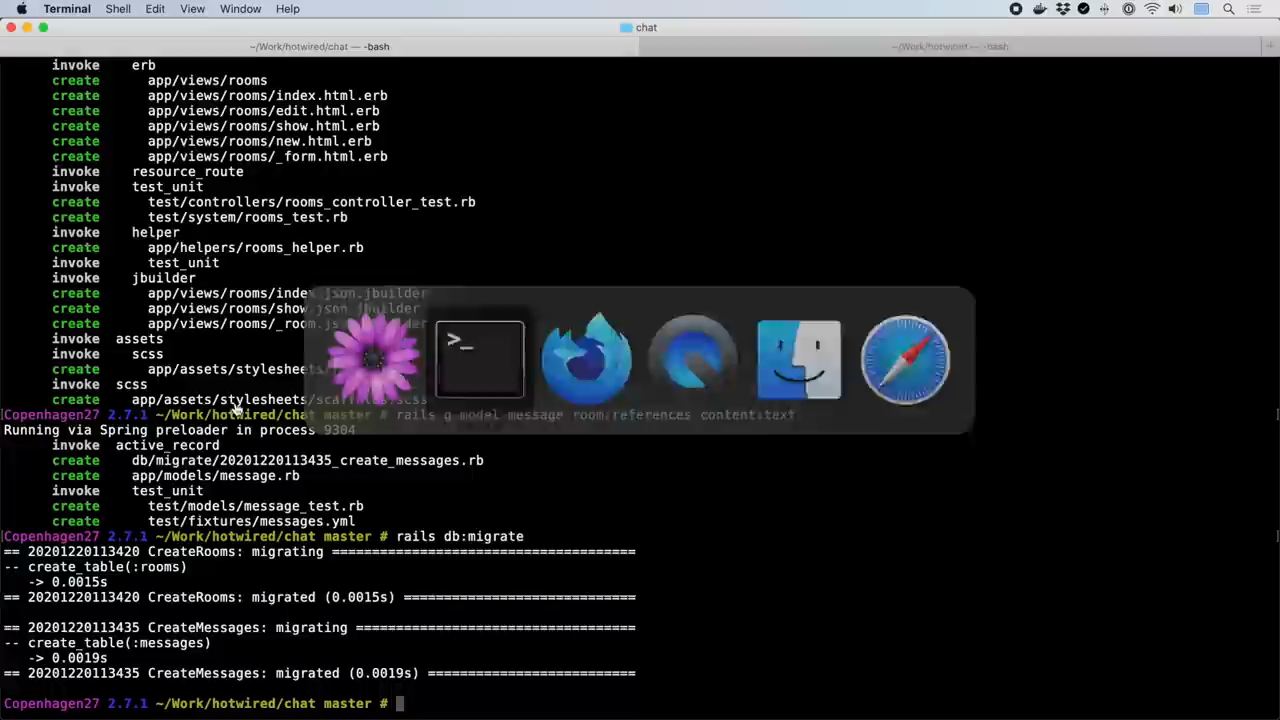 Terminal Shell Edit View Window Help
chat
~/Work/hotwired/chat — -bash
~/Work/hotwired — -bash
invoke erb
create app/views/rooms
create app/views/rooms/index.html.erb
create app/views/rooms/edit.html.erb
create app/views/rooms/show.html.erb
create app/views/rooms/new.html.erb
create app/views/rooms/_form.html.erb
invoke resource_route
invoke test_unit
create test/controllers/rooms_controller_test.rb
create test/system/rooms_test.rb
invoke helper
create app/helpers/rooms_helper.rb
invoke test_unit
invoke jbuilder
create app/views/rooms/index.json.jbuilder
create app/views/rooms/show.json.jbuilder
create app/views/rooms/_room.js
invoke assets
invoke scss
create app/assets/stylesheets
invoke scss
create app/assets/stylesheets/scaffolds.scss
Copenhagen27 2.7.1 ~/Work/hotwired/chat master # rails g model message room:references content:text
Running via Spring preloader in process 9304
invoke active_record
create db/migrate/20201220113435_create_messages.rb
create app/models/message.rb
invoke test_unit
create test/models/message_test.rb
create test/fixtures/messages.yml
Copenhagen27 2.7.1 ~/Work/hotwired/chat master # rails db:migrate
== 20201220113420 CreateRooms: migrating ======================================
-- create_table(:rooms)
-> 0.0015s
== 20201220113420 CreateRooms: migrated (0.0015s) =============================
== 20201220113435 CreateMessages: migrating ===================================
-- create_table(:messages)
-> 0.0019s
== 20201220113435 CreateMessages: migrated (0.0019s) ==========================
Copenhagen27 2.7.1 ~/Work/hotwired/chat master #